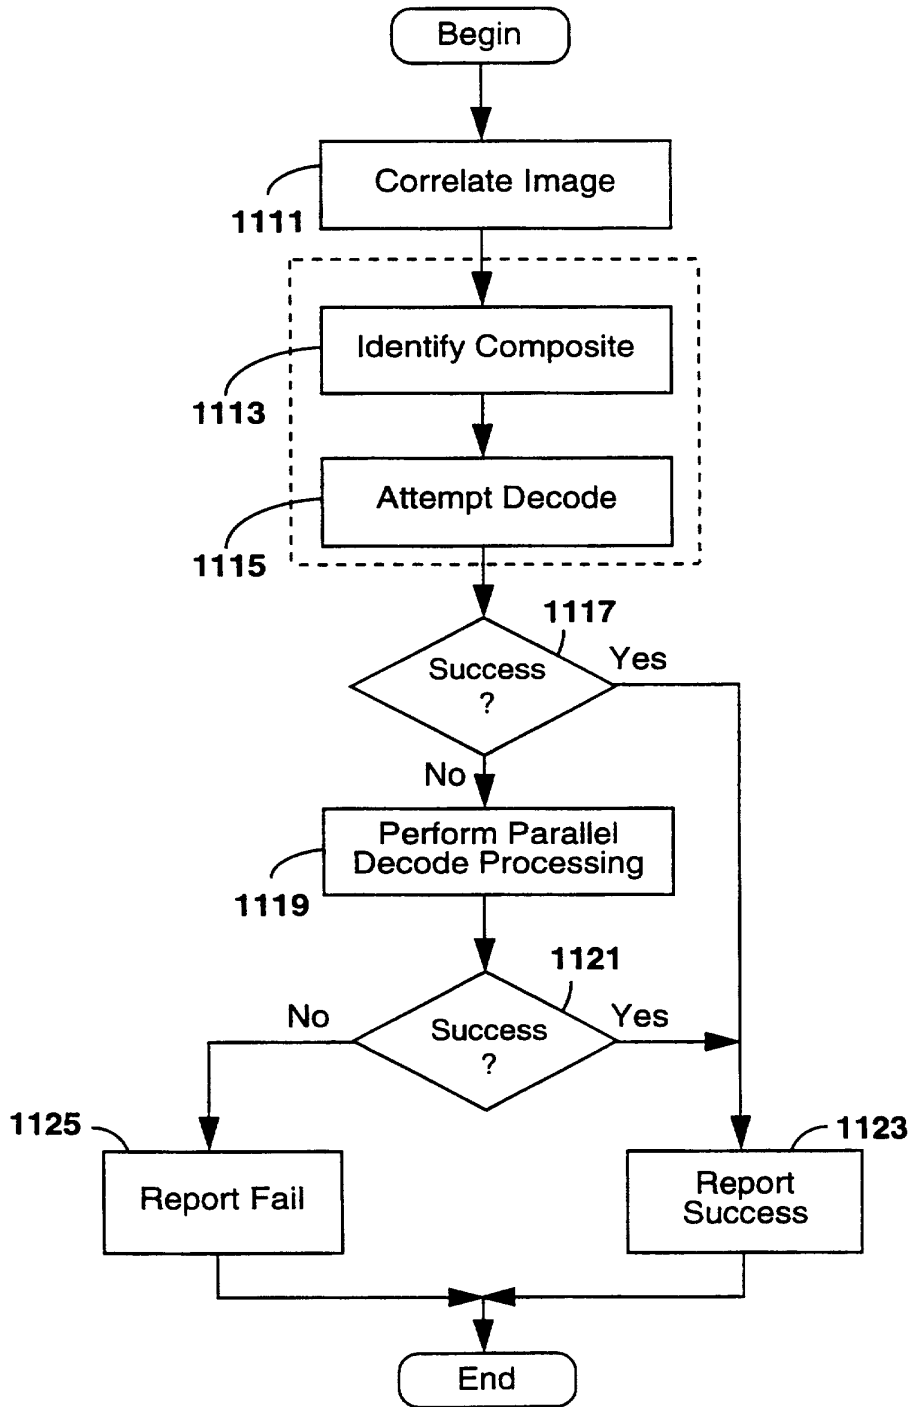 Begin
Correlate Image
1111
Identify Composite
1113
Attempt Decode
1115
1117
Success
?
Yes
No
Perform Parallel
Decode Processing
1119
1121
No
Success
?
Yes
1125
1123
Report Fail
Report
Success
End